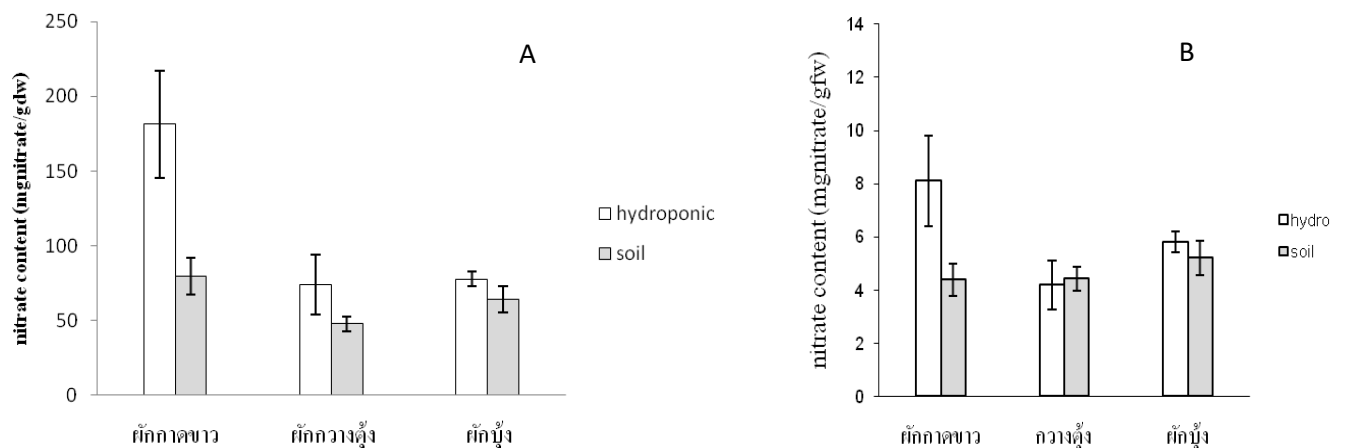 A
nitrate content (mgnitrate/gdw)
250
200
150
100
50
0
ผักกาดขาว
ผักกวางตุ้ง
ผักบุ้ง
hydroponic
soil
B
nitrate content (mgnitrate/gfw)
14
12
10
8
6
4
2
0
ผักกาดขาว
กวางตุ้ง
ผักบุ้ง
hydro
soil